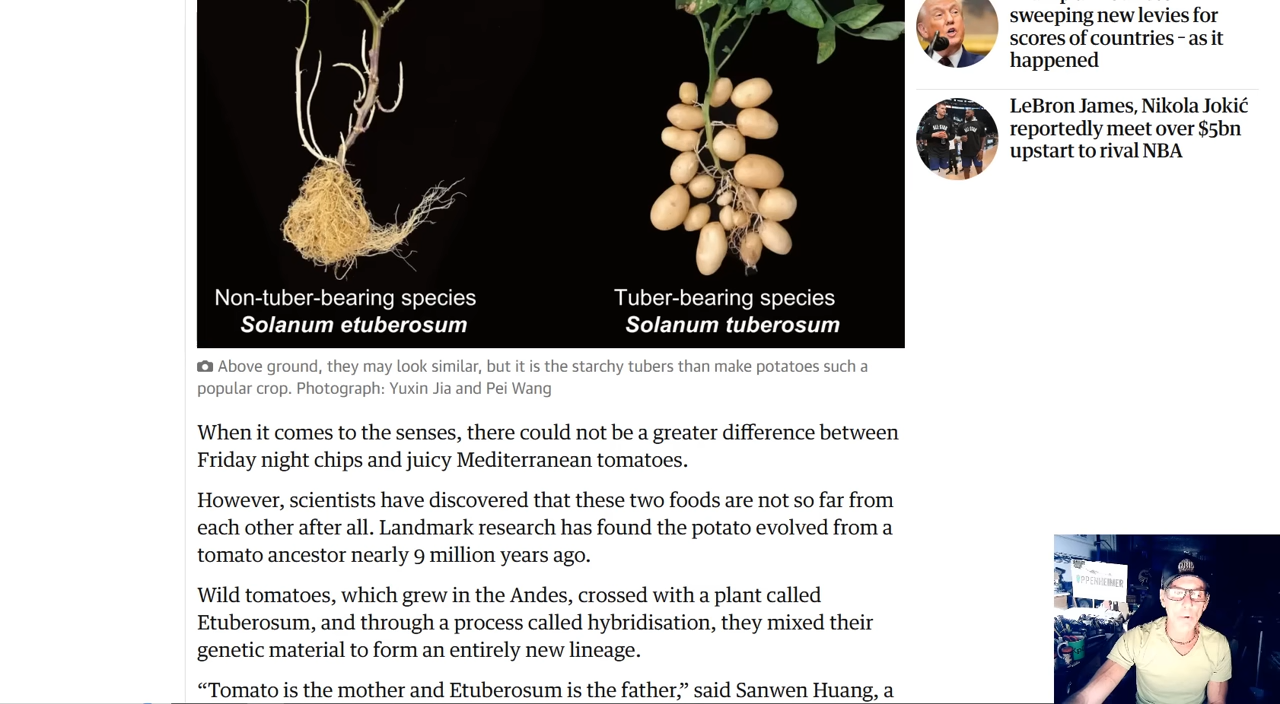 sweeping new levies for
scores of countries – as it
happened
LeBron James, Nikola Jokić
reportedly meet over $5bn
upstart to rival NBA
Non-tuber-bearing species
Solanum etuberosum
Tuber-bearing species
Solanum tuberosum
Above ground, they may look similar, but it is the starchy tubers than make potatoes such a
popular crop. Photograph: Yuxin Jia and Pei Wang
When it comes to the senses, there could not be a greater difference between
Friday night chips and juicy Mediterranean tomatoes.
However, scientists have discovered that these two foods are not so far from
each other after all. Landmark research has found the potato evolved from a
tomato ancestor nearly 9 million years ago.
Wild tomatoes, which grew in the Andes, crossed with a plant called
Etuberosum, and through a process called hybridisation, they mixed their
genetic material to form an entirely new lineage.
“Tomato is the mother and Etuberosum is the father,” said Sanwen Huang, a